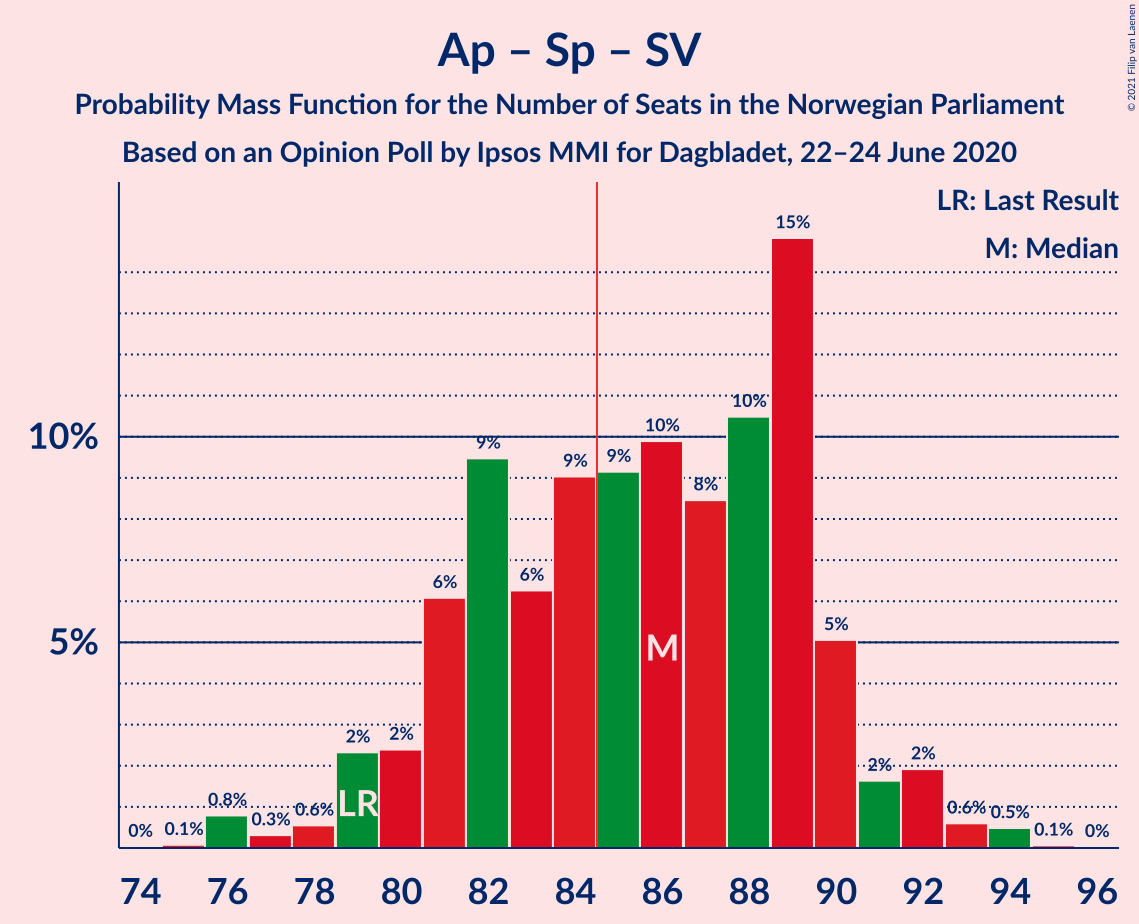 Ap – Sp – SV
Probability Mass Function for the Number of Seats in the Norwegian Parliament
Based on an Opinion Poll by Ipsos MMI for Dagbladet, 22–24 June 2020
© 2021 Filip van Laenen
LR: Last Result
M: Median
15%
10%
10%
10%
9%
9%
9%
8%
6%
6%
5%
5%
M
2%
2%
2%
2%
LR
0%
0.1%
0.8%
0.3%
0.6%
0.6%
0.5%
0.1%
0%
74 76 78 80 82 84 86 88 90 92 94 96